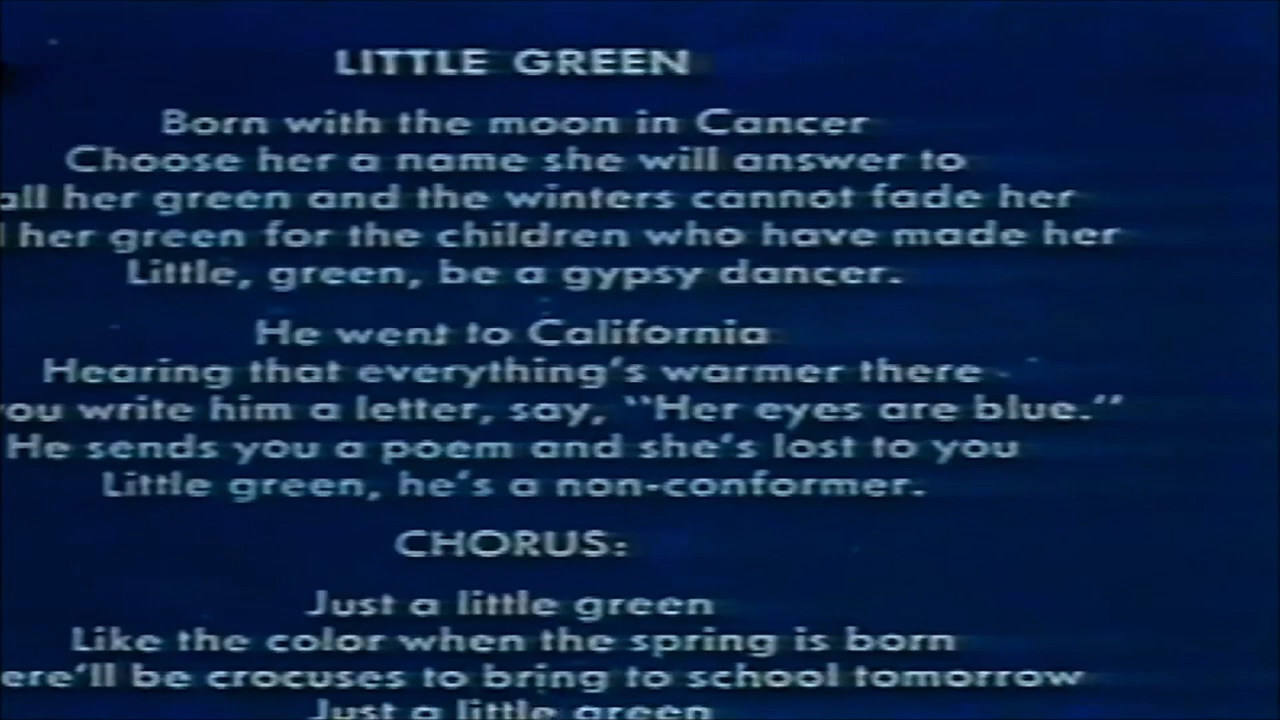 LITTLE GREEN
Born with the moon in Cancer
Choose her a name she will answer to
all her green and the winters cannot fade her
l her green for the children who have made her
Little, green, be a gypsy dancer.
He went to California
Hearing that everything's warmer there
ou write him a letter, say, "Her eyes are blue."
He sends you a poem and she's lost to you
Little green, he's a non-conformer.
CHORUS:
Just a little green
Like the color when the spring is born
ere'll be crocuses to bring to school tomorrow
Just a little green